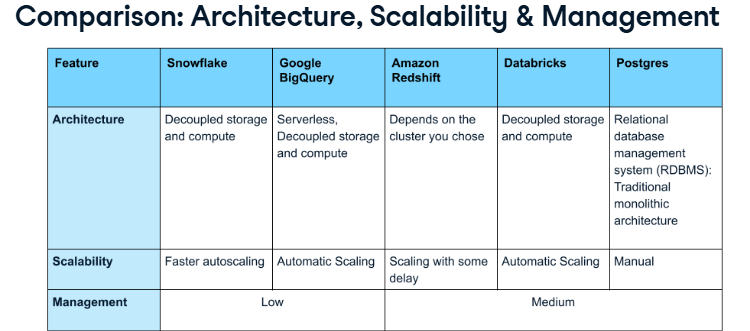 Comparison: Architecture, Scalability & Management
Feature Snowflake Google BigQuery Amazon Redshift Databricks Postgres
Architecture Decoupled storage and compute Serverless, Decoupled storage and compute Depends on the cluster you chose Decoupled storage and compute Relational database management system (RDBMS): Traditional monolithic architecture
Scalability Faster autoscaling Automatic Scaling Scaling with some delay Automatic Scaling Manual
Management Low Medium